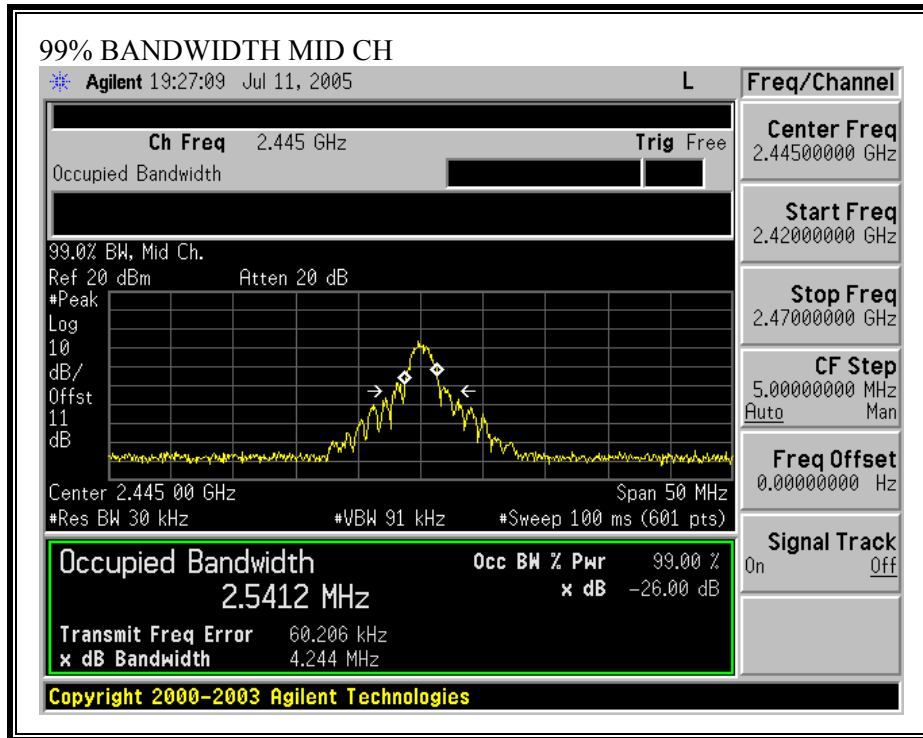 99% BANDWIDTH MID CH
Agilent 19:27:09 Jul 11, 2005 L
Freq/Channel
Ch Freq 2.445 GHz Trig Free
Occupied Bandwidth
Center Freq
2.44500000 GHz
Start Freq
2.42000000 GHz
Stop Freq
2.47000000 GHz
CF Step
5.00000000 MHz
Auto Man
Freq Offset
0.00000000 Hz
Signal Track
On Off
99.0% BW, Mid Ch.
Ref 20 dBm Atten 20 dB
#Peak
Log
10
dB/
Offst
11
dB
Center 2.445 00 GHz Span 50 MHz
#Res BW 30 kHz #VBW 91 kHz #Sweep 100 ms (601 pts)
Occupied Bandwidth
2.5412 MHz
Occ BW % Pwr 99.00 %
x dB -26.00 dB
Transmit Freq Error 60.206 kHz
x dB Bandwidth 4.244 MHz
Copyright 2000-2003 Agilent Technologies